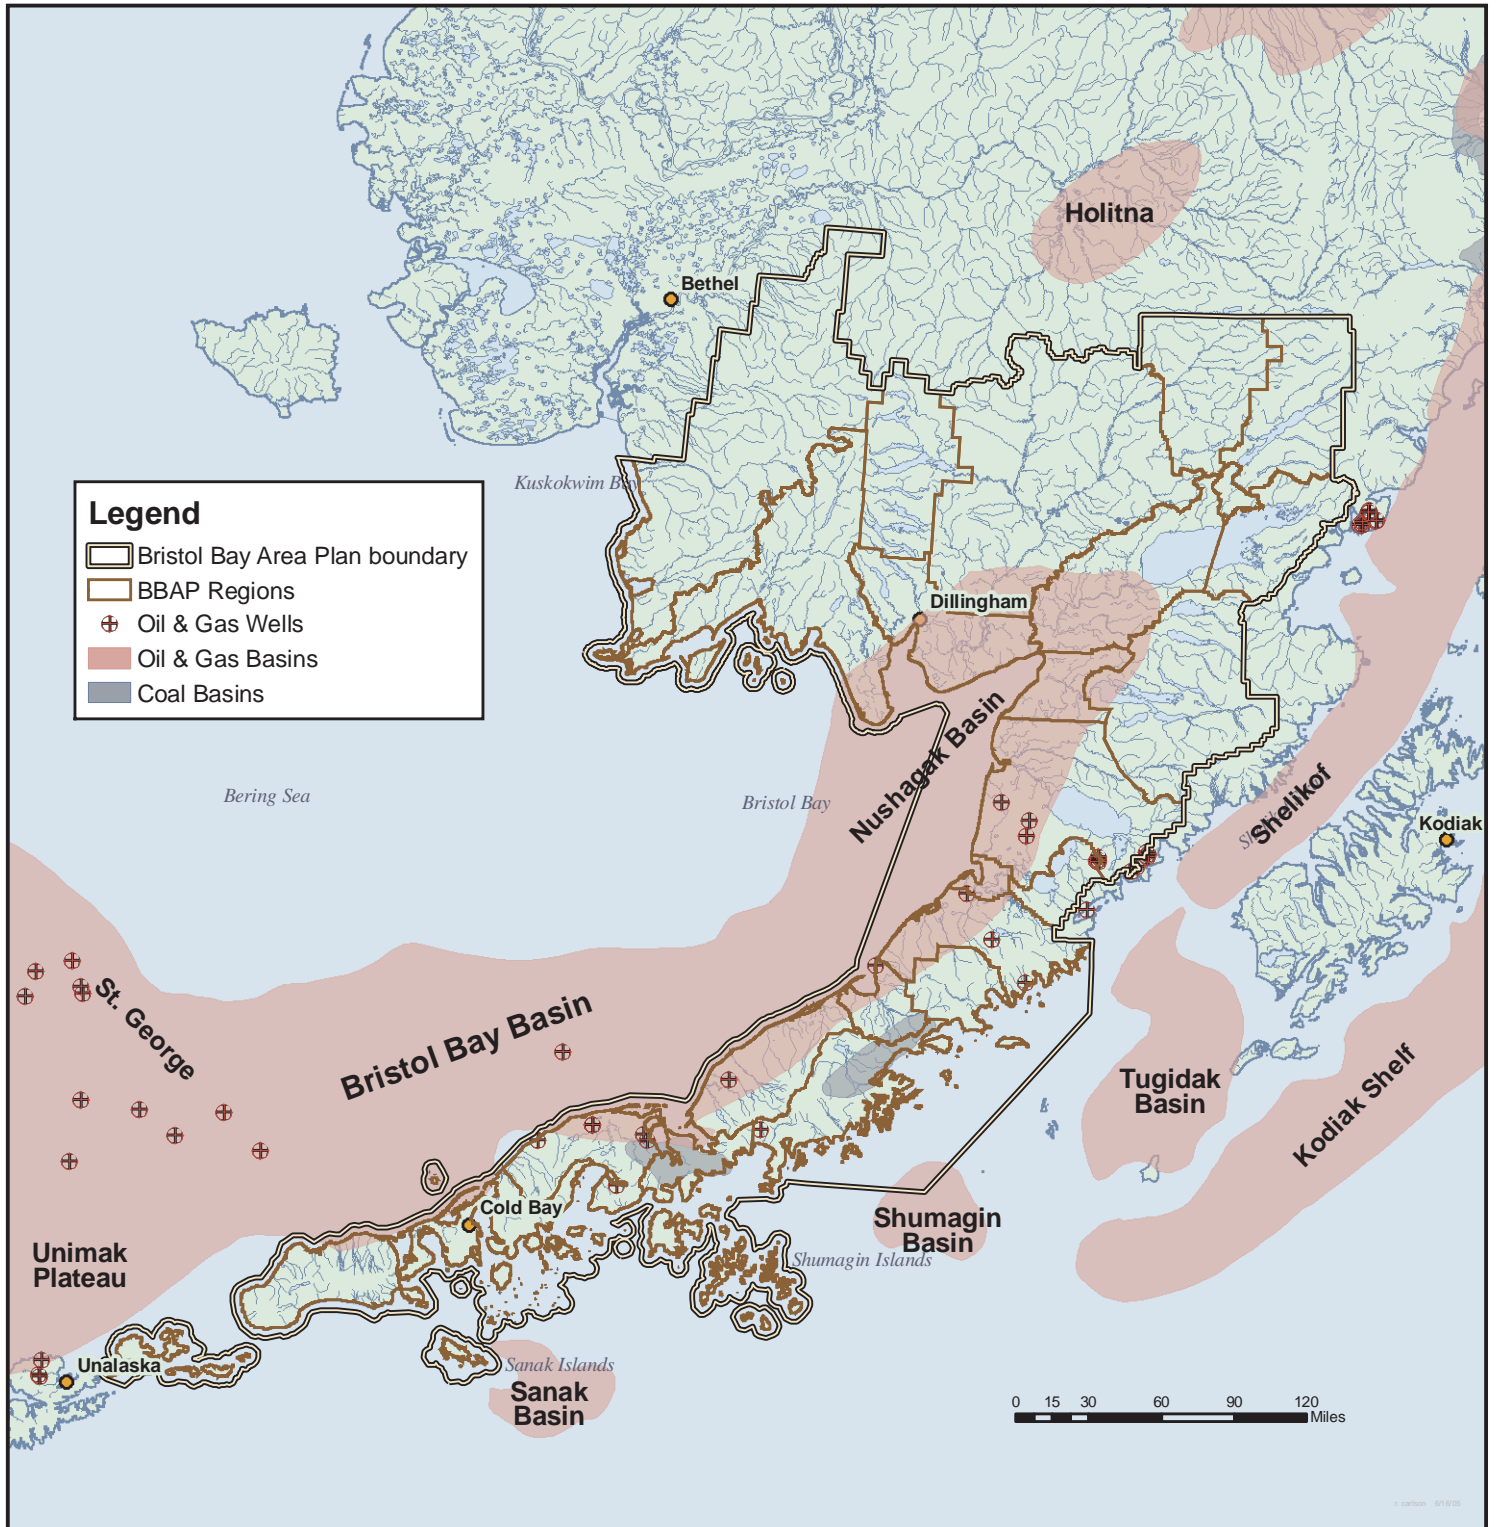 Holitna
Bethel
Kuskokwim Bay
Legend
Bristol Bay Area Plan boundary
BBAP Regions
Oil & Gas Wells
Oil & Gas Basins
Coal Basins
Dillingham
Nushagak Basin
Bering Sea
Bristol Bay
Shelikof
Kodiak
St. George
Bristol Bay Basin
Tugidak
Basin
Kodiak Shelf
Cold Bay
Shumagin
Basin
Shumagin Islands
Unimak
Plateau
Unalaska
Sanak Islands
Sanak
Basin
0 15 30 60 90 120
Miles